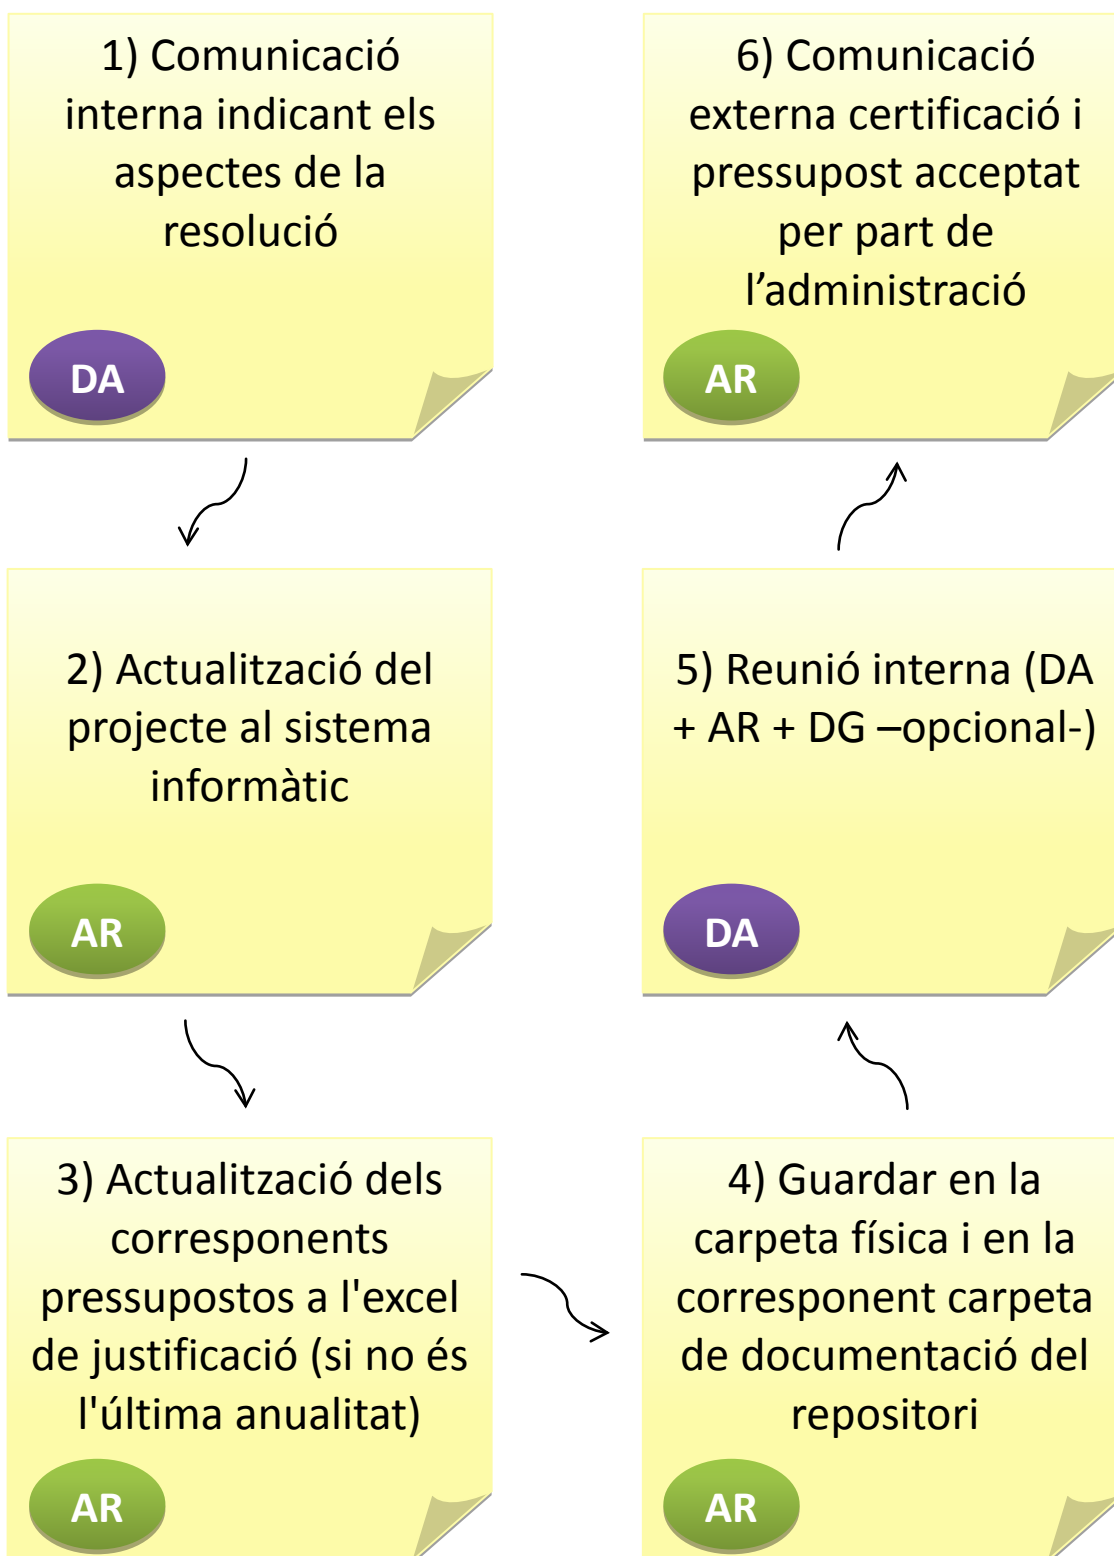 1) Comunicació
interna indicant els
aspectes de la
resolució
DA
2) Actualització del
projecte al sistema
informàtic
AR
3) Actualització dels
corresponents
pressupostos a l'excel
de justificació (si no és
l'última anualitat)
AR
4) Guardar en la
carpeta física i en la
corresponent carpeta
de documentació del
repositori
AR
5) Reunió interna (DA
+ AR + DG –opcional-)
DA
6) Comunicació
externa certificació i
pressupost acceptat
per part de
l’administració
AR